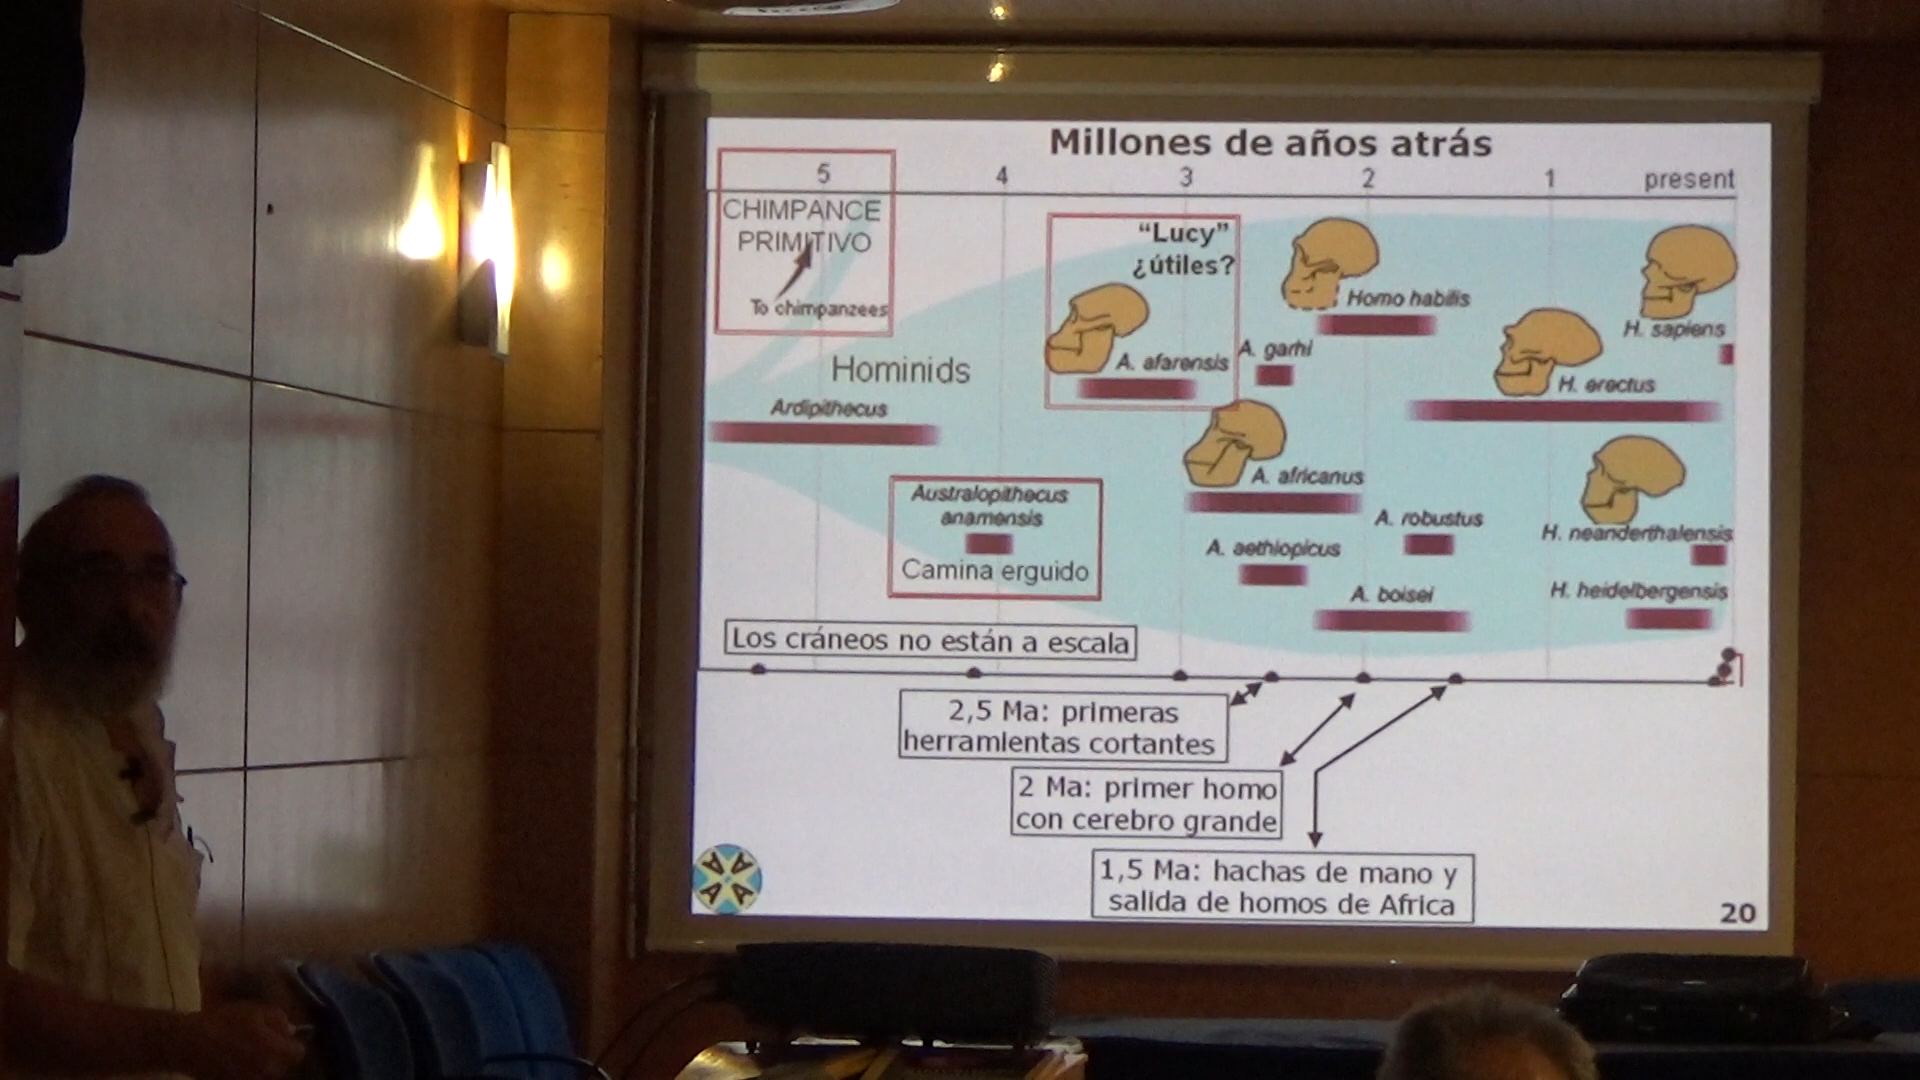 Millones de años atrás
5 4 3 2 1 present
CHIMPANCE
PRIMITIVO
To chimpanzees
"Lucy"
¿útiles?
A. afarensis
Homo habilis
H. sapiens
A. garhi
H. erectus
Hominids
Ardipithecus
A. africanus
Australopithecus
anamensis
Camina erguido
A. robustus
A. aethiopicus
H. neanderthalensis
A. boisei
H. heidelbergensis
Los cráneos no están a escala
2,5 Ma: primeras
herramientas cortantes
2 Ma: primer homo
con cerebro grande
1,5 Ma: hachas de mano y
salida de homos de Africa
A A A A
20